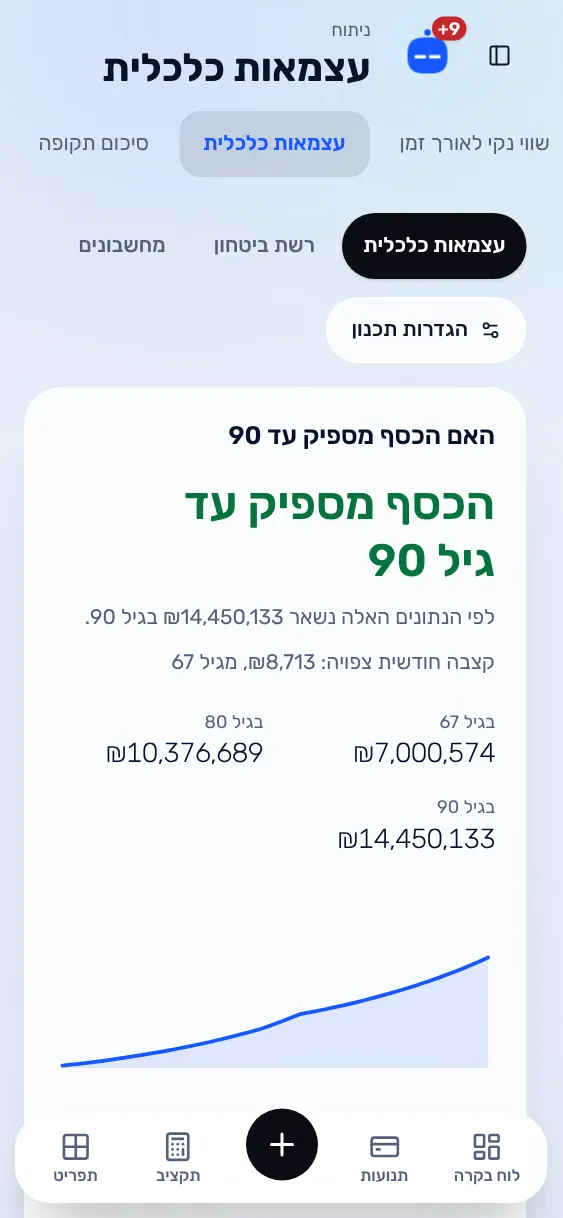 +9
ניתוח
עצמאות כלכלית
שווי נקי לאורך זמן
עצמאות כלכלית
סיכום תקופה
עצמאות כלכלית
רשת ביטחון
מחשבונים
הגדרות תכנון
האם הכסף מספיק עד 90
הכסף מספיק עד
גיל 90
לפי הנתונים האלה נשאר ₪14,450,133 בגיל 90.
קצבה חודשית צפויה: ₪8,713, מגיל 67
בגיל 67
₪7,000,574
בגיל 80
₪10,376,689
בגיל 90
₪14,450,133
לוח בקרה
תנועות
תקציב
תפריט